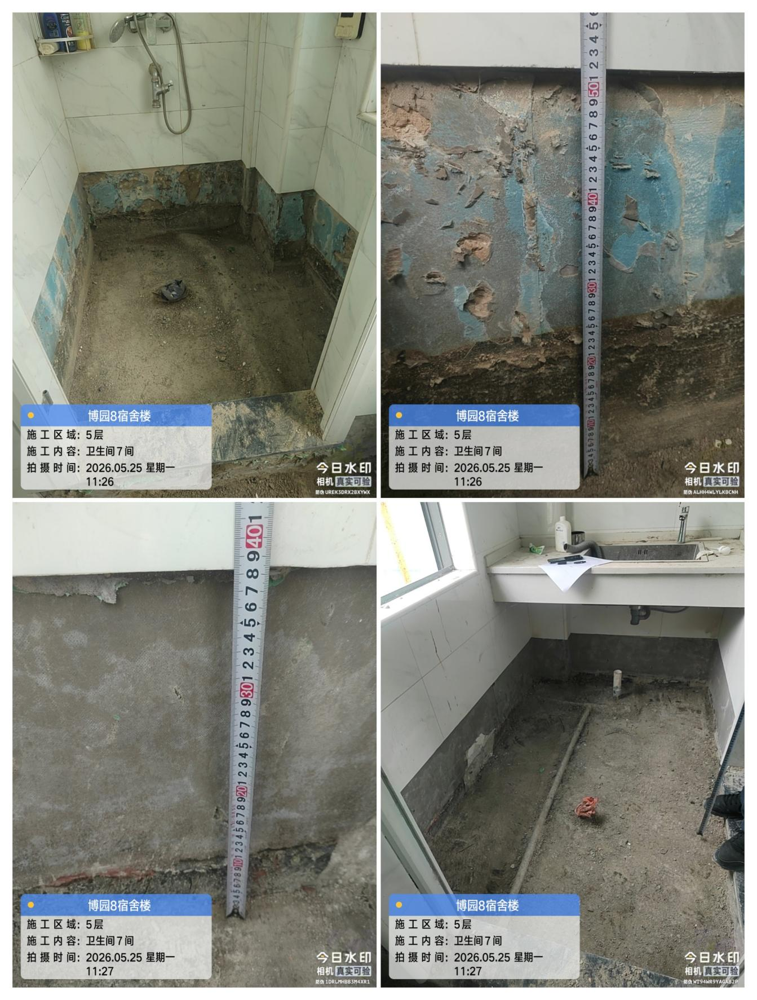 博园8宿舍楼
施工区域：5层
施工内容：卫生间7间
拍摄时间：2026.05.25 星期一
11:26
今日水印
相机 真实可验
防伪 UREK3DRX2BXYWX
博园8宿舍楼
施工区域：5层
施工内容：卫生间7间
拍摄时间：2026.05.25 星期一
11:26
今日水印
相机 真实可验
防伪 ALHH4WLYLKBCNH
博园8宿舍楼
施工区域：5层
施工内容：卫生间7间
拍摄时间：2026.05.25 星期一
11:27
今日水印
相机 真实可验
防伪 1DRLMHBB3M4XR1
博园8宿舍楼
施工区域：5层
施工内容：卫生间7间
拍摄时间：2026.05.25 星期一
11:27
今日水印
相机 真实可验
防伪 WT94WR9YAGAB2P